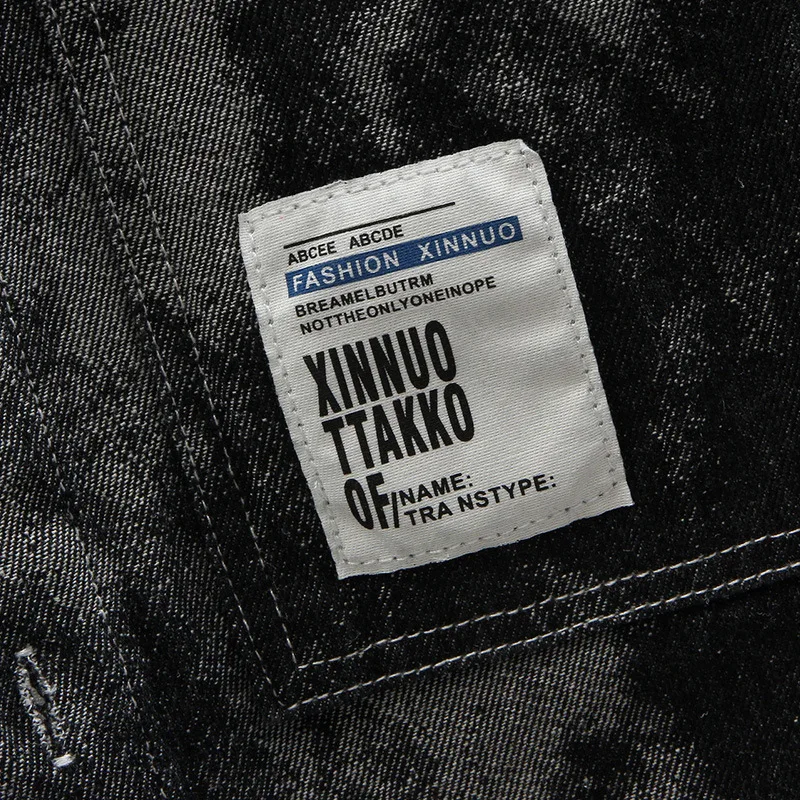 ABCEE ABCDE
FASHION XINNUO
BREAMELBUTRM
NOTTHEONLYONEINOPE
XINNUO
TTAKKO
OF/NAME:
TRA NSTYPE: